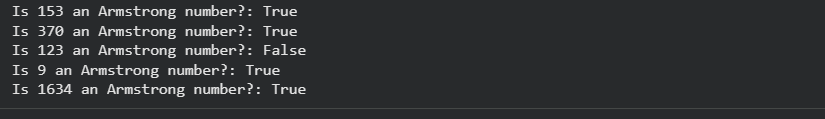 Is 153 an Armstrong number?: True
Is 370 an Armstrong number?: True
Is 123 an Armstrong number?: False
Is 9 an Armstrong number?: True
Is 1634 an Armstrong number?: True